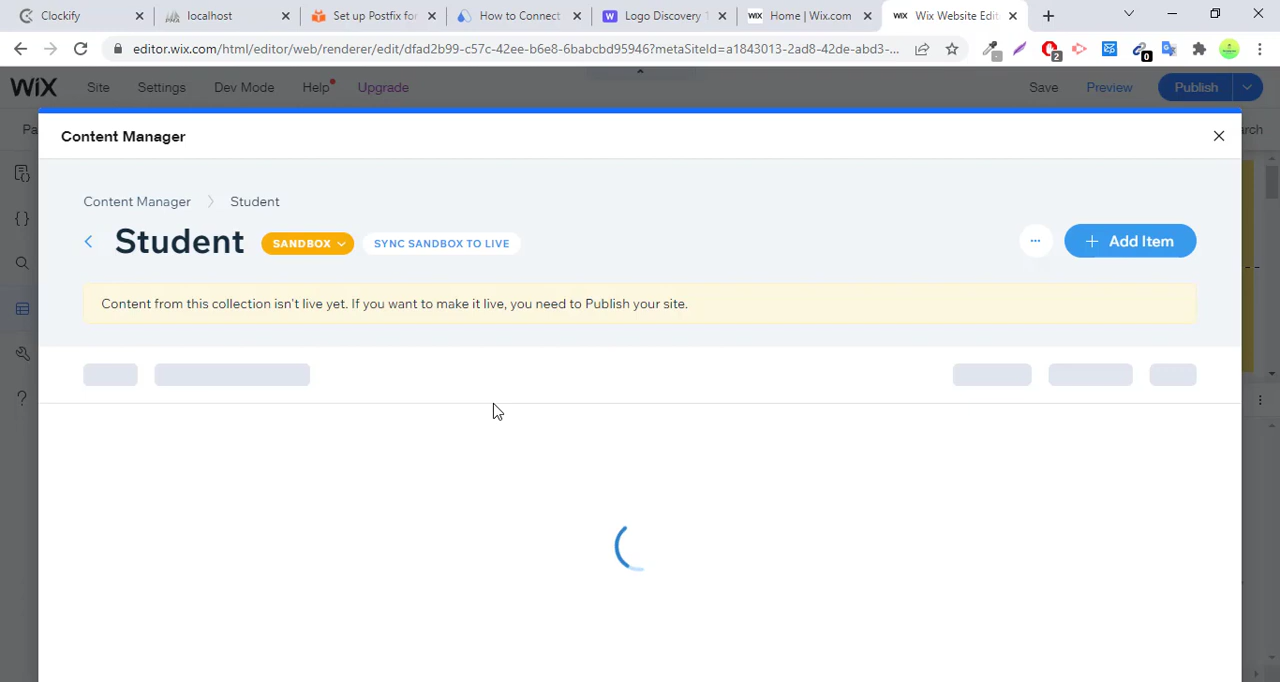 Clockify
localhost
Set up Postfix for
How to Connect
Logo Discovery T
Home | Wix.com
Wix Website Edit
editor.wix.com/html/editor/web/renderer/edit/dfad2b99-c57c-42ee-b6e8-6babcbd95946?metaSiteId=a1843013-2ad8-42de-abd3-...
2
0
WiX
Site
Settings
Dev Mode
Help
Upgrade
Save
Preview
Publish
Pa
arch
Content Manager
Content Manager
Student
Student
SANDBOX
SYNC SANDBOX TO LIVE
Add Item
Content from this collection isn't live yet. If you want to make it live, you need to Publish your site.